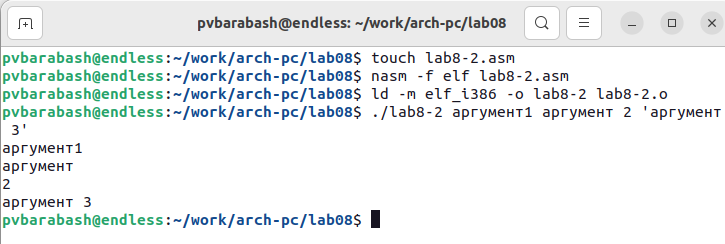 pvbarabash@endless: ~/work/arch-pc/lab08
pvbarabash@endless:~/work/arch-pc/lab08$ touch lab8-2.asm
pvbarabash@endless:~/work/arch-pc/lab08$ nasm -f elf lab8-2.asm
pvbarabash@endless:~/work/arch-pc/lab08$ ld -m elf_i386 -o lab8-2 lab8-2.o
pvbarabash@endless:~/work/arch-pc/lab08$ ./lab8-2 аргумент1 аргумент 2 'аргумент
 3'
аргумент1
аргумент
2
аргумент 3
pvbarabash@endless:~/work/arch-pc/lab08$